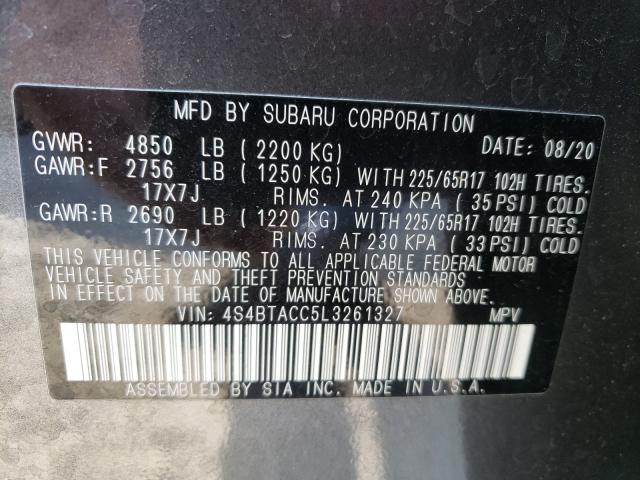 MFD BY SUBARU CORPORATION
GVWR: 4850 LB ( 2200 KG) DATE: 08/20
GAWR:F 2756 LB ( 1250 KG) WITH 225/65R17 102H TIRES.
17X7J RIMS. AT 240 KPA ( 35 PSI) COLD
GAWR:R 2690 LB ( 1220 KG) WITH 225/65R17 102H TIRES.
17X7J RIMS. AT 230 KPA ( 33 PSI) COLD
THIS VEHICLE CONFORMS TO ALL APPLICABLE FEDERAL MOTOR
VEHICLE SAFETY AND THEFT PREVENTION STANDARDS
IN EFFECT ON THE DATE OF MANUFACTURE SHOWN ABOVE.
VIN: 4S4BTACC5L3261327 MPV
ASSEMBLED BY SIA INC. MADE IN U.S.A.